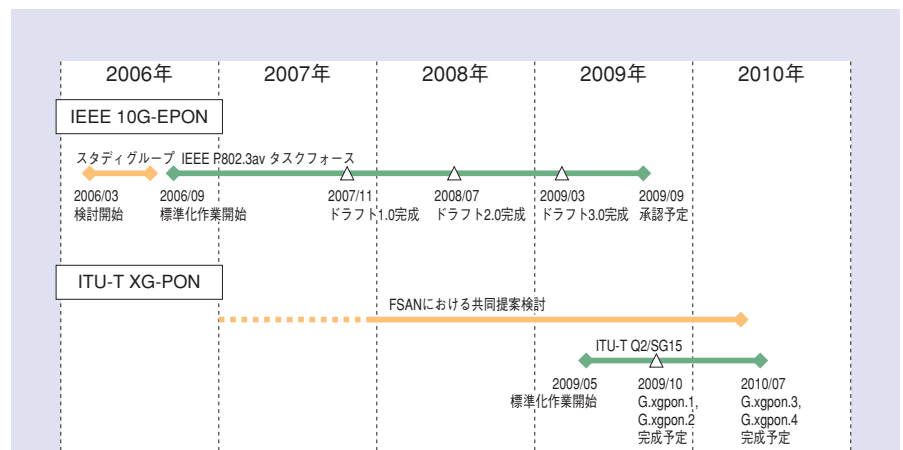 2006年 2007年 2008年 2009年 2010年
IEEE 10G-EPON
スタディグループ IEEE P802.3av タスクフォース
2006/03
検討開始
2006/09
標準化作業開始
2007/11
ドラフト1.0完成
2008/07
ドラフト2.0完成
2009/03
ドラフト3.0完成
2009/09
承認予定
ITU-T XG-PON
FSANにおける共同提案検討
ITU-T Q2/SG15
2009/05
標準化作業開始
2009/10
G.xgpon.1,
G.xgpon.2
完成予定
2010/07
G.xgpon.3,
G.xgpon.4
完成予定